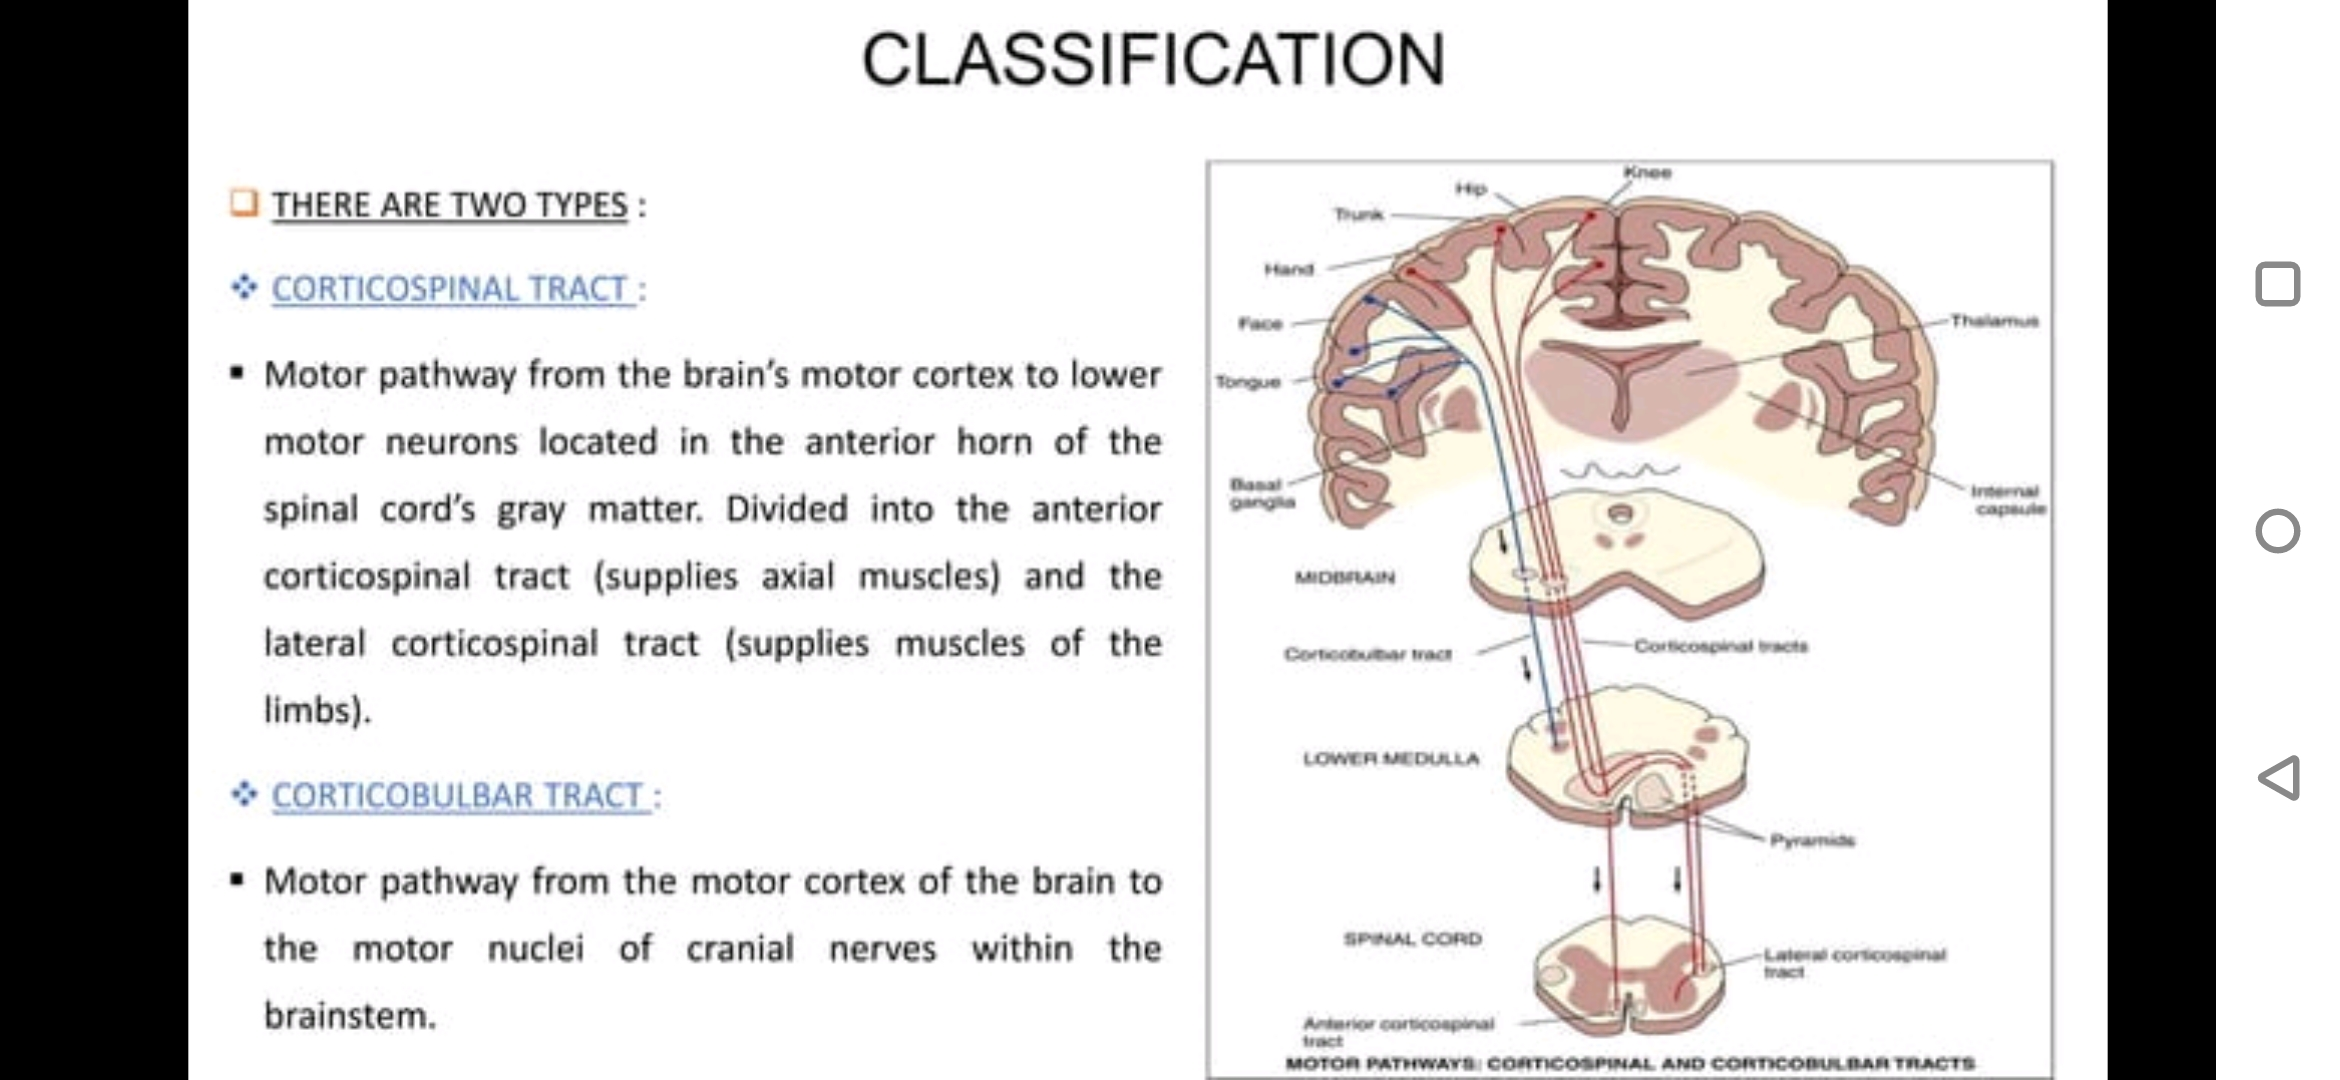 CLASSIFICATION
THERE ARE TWO TYPES :
CORTICOSPINAL TRACT :
Motor pathway from the brain's motor cortex to lower
motor neurons located in the anterior horn of the
spinal cord's gray matter. Divided into the anterior
corticospinal tract (supplies axial muscles) and the
lateral corticospinal tract (supplies muscles of the
limbs).
CORTICOBULBAR TRACT :
Motor pathway from the motor cortex of the brain to
the motor nuclei of cranial nerves within the
brainstem.
Knee
Hip
Trunk
Hand
Face
Thalamus
Tongue
Basal
ganglia
Internal
capsule
MIDBRAIN
Corticobulbar tract
Corticospinal tracts
LOWER MEDULLA
Pyramids
SPINAL CORD
Lateral corticospinal
tract
Anterior corticospinal
tract
MOTOR PATHWAYS: CORTICOSPINAL AND CORTICOBULBAR TRACTS